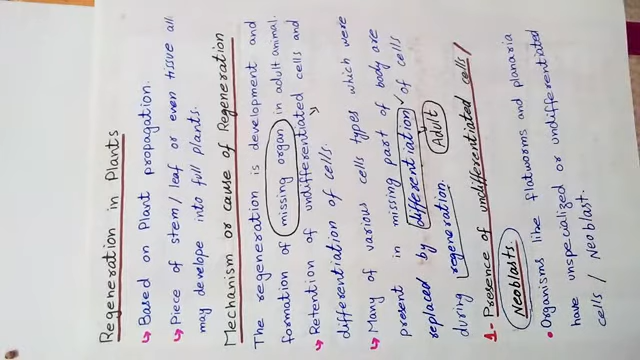 Regeneration in Plants
↳ Based on Plant propagation.
↳ Piece of stem / leaf or even tissue all
may develope into full plants.
Mechanism or cause of Regeneration
The regeneration is development and
formation of missing organ in adult animal.
↳ Retention of undifferentiated cells and
differentiation of cells.
↳ Many of various cells types which were
present in missing part of body are
replaced by differentiation of cells
during regeneration. Adult
1- Presence of undifferentiated cells /
Neoblasts.
• Organisms like flatworms and planaria
have unspecialized or undifferentiated
cells / Neoblast.